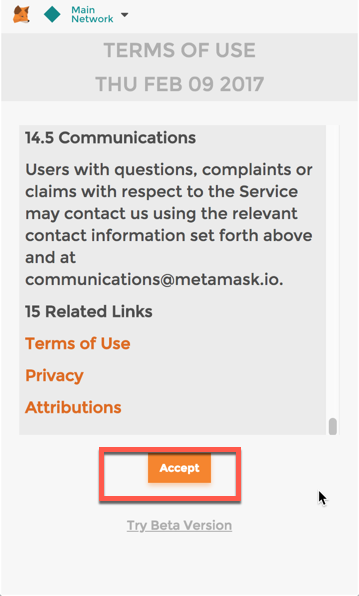 Main
Network
TERMS OF USE
THU FEB 09 2017
14.5 Communications
Users with questions, complaints or
claims with respect to the Service
may contact us using the relevant
contact information set forth above
and at
communications@metamask.io.
15 Related Links
Terms of Use
Privacy
Attributions
Accept
Try Beta Version